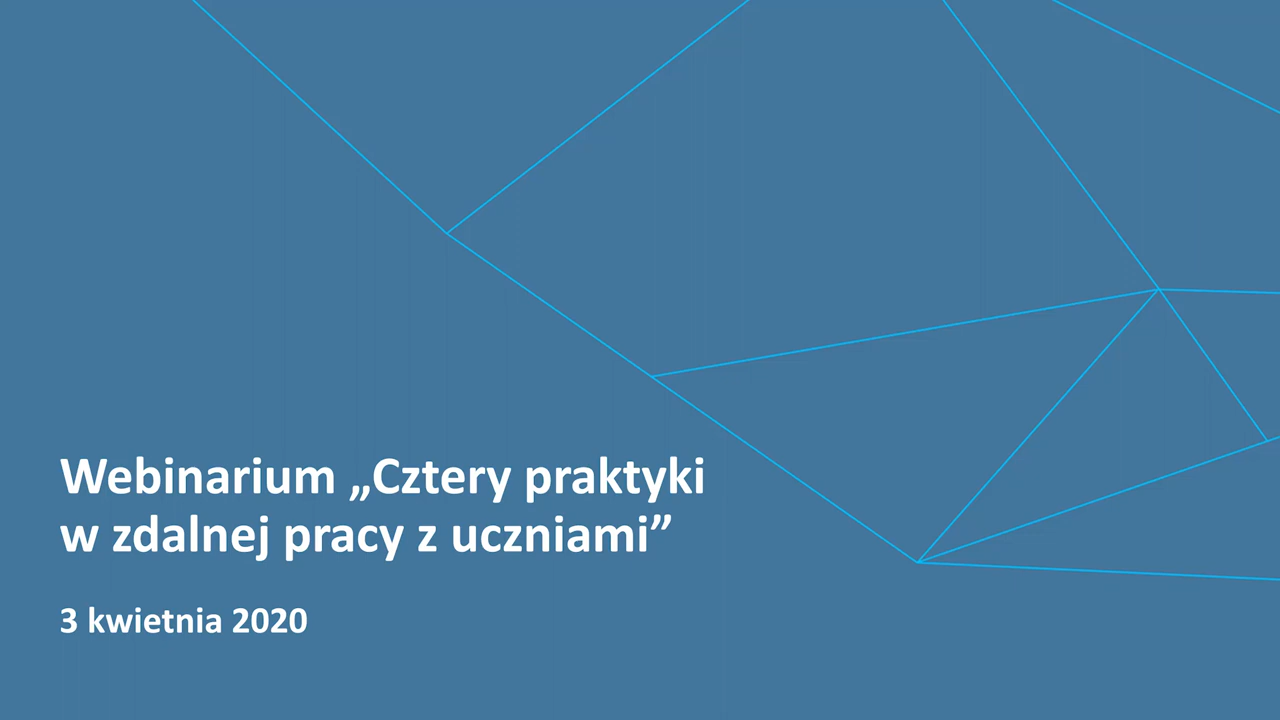 Webinarium „Cztery praktyki
w zdalnej pracy z uczniami”
3 kwietnia 2020